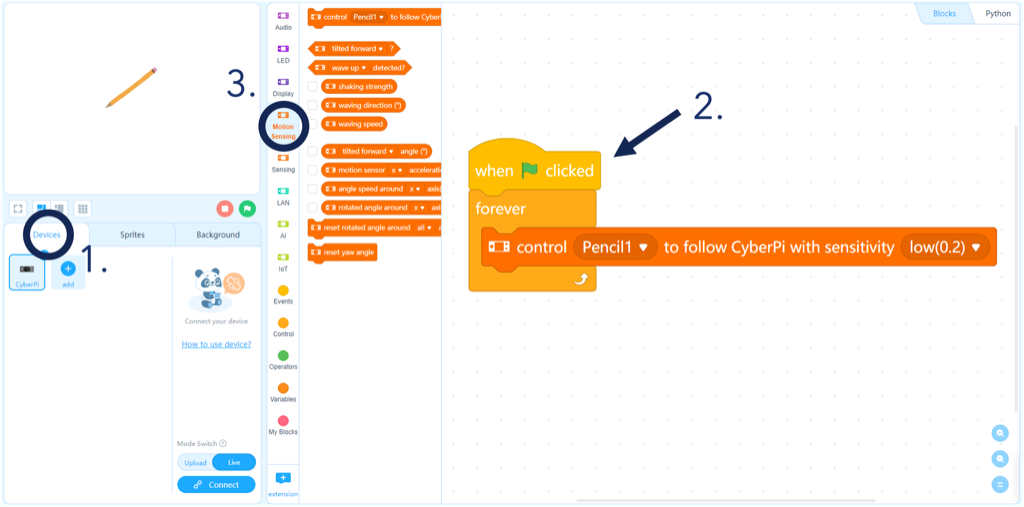 3.
Devices
Sprites
Background
1.
CyberPi
add
Connect your device
How to use device?
Mode Switch
Upload
Live
Connect
Audio
LED
Display
Motion
Sensing
Sensing
LAN
AI
IoT
Events
Control
Operators
Variables
My Blocks
extension
control Pencil1 to follow Cyber
tilted forward ?
wave up detected?
shaking strength
waving direction (°)
waving speed
tilted forward angle (°)
motion sensor x acceleratio
angle speed around x axis
rotated angle around x axi
reset rotated angle around all a
reset yaw angle
Blocks
Python
2.
when clicked
forever
control Pencil1 to follow CyberPi with sensitivity low(0.2)